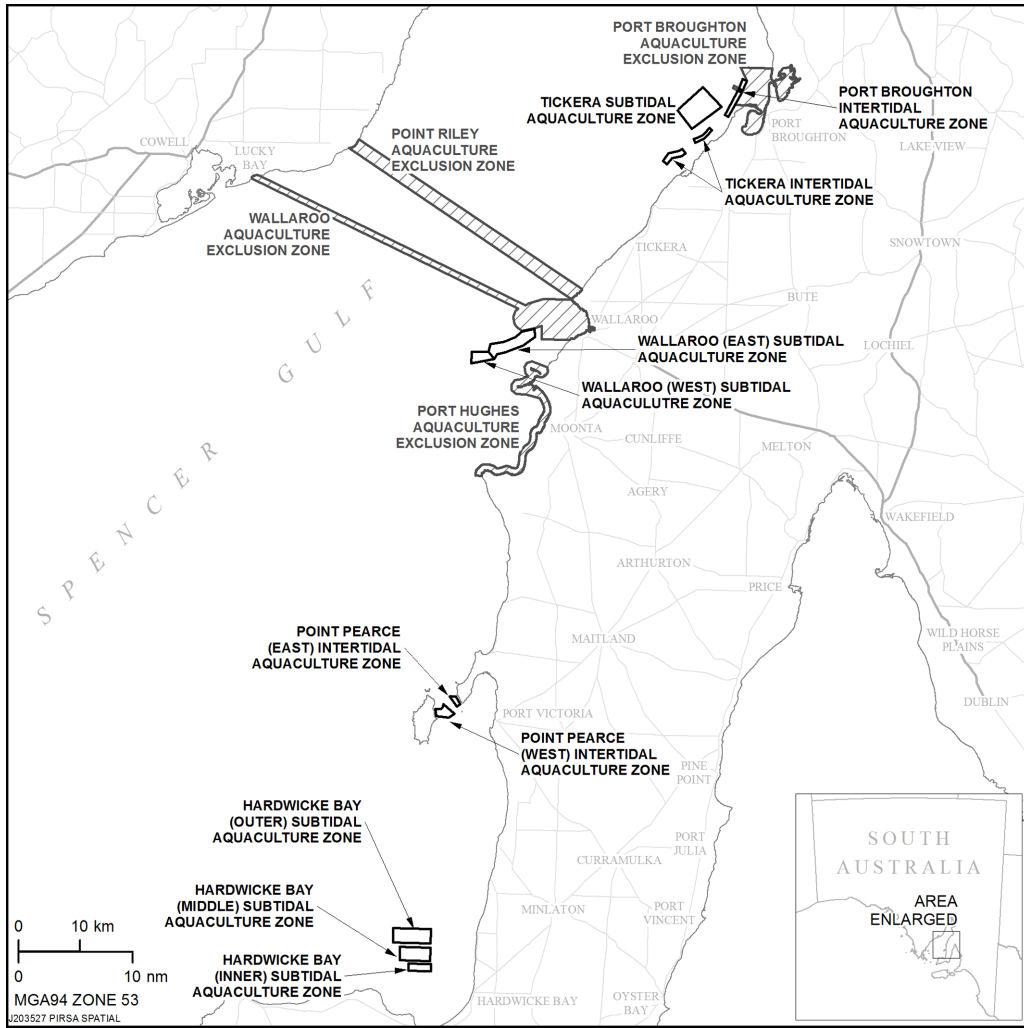 PORT BROUGHTON
AQUACULTURE
EXCLUSION ZONE
TICKERA SUBTIDAL
AQUACULTURE ZONE
PORT BROUGHTON
INTERTIDAL
AQUACULTURE ZONE
PORT
BROUGHTON
LAKE VIEW
COWELL
LUCKY
BAY
POINT RILEY
AQUACULTURE
EXCLUSION ZONE
TICKERA INTERTIDAL
AQUACULTURE ZONE
WALLAROO
AQUACULTURE
EXCLUSION ZONE
TICKERA
SNOWTOWN
BUTE
SPENCER GULF
WALLAROO
WALLAROO (EAST) SUBTIDAL
AQUACULTURE ZONE
LOCHIEL
WALLAROO (WEST) SUBTIDAL
AQUACULUTRE ZONE
PORT HUGHES
AQUACULTURE
EXCLUSION ZONE
MOONTA
CUNLIFFE
MELTON
AGERY
WAKEFIELD
ARTHURTON
PRICE
POINT PEARCE
(EAST) INTERTIDAL
AQUACULTURE ZONE
MAITLAND
WILD HORSE
PLAINS
DUBLIN
PORT VICTORIA
POINT PEARCE
(WEST) INTERTIDAL
AQUACULTURE ZONE
PINE
POINT
HARDWICKE BAY
(OUTER) SUBTIDAL
AQUACULTURE ZONE
PORT
JULIA
CURRAMULKA
SOUTH
AUSTRALIA
AREA
ENLARGED
HARDWICKE BAY
(MIDDLE) SUBTIDAL
AQUACULTURE ZONE
MINLATON
PORT
VINCENT
HARDWICKE BAY
(INNER) SUBTIDAL
AQUACULTURE ZONE
HARDWICKE BAY
OYSTER
BAY
0 10 km
0 10 nm
MGA94 ZONE 53
J203527 PIRSA SPATIAL